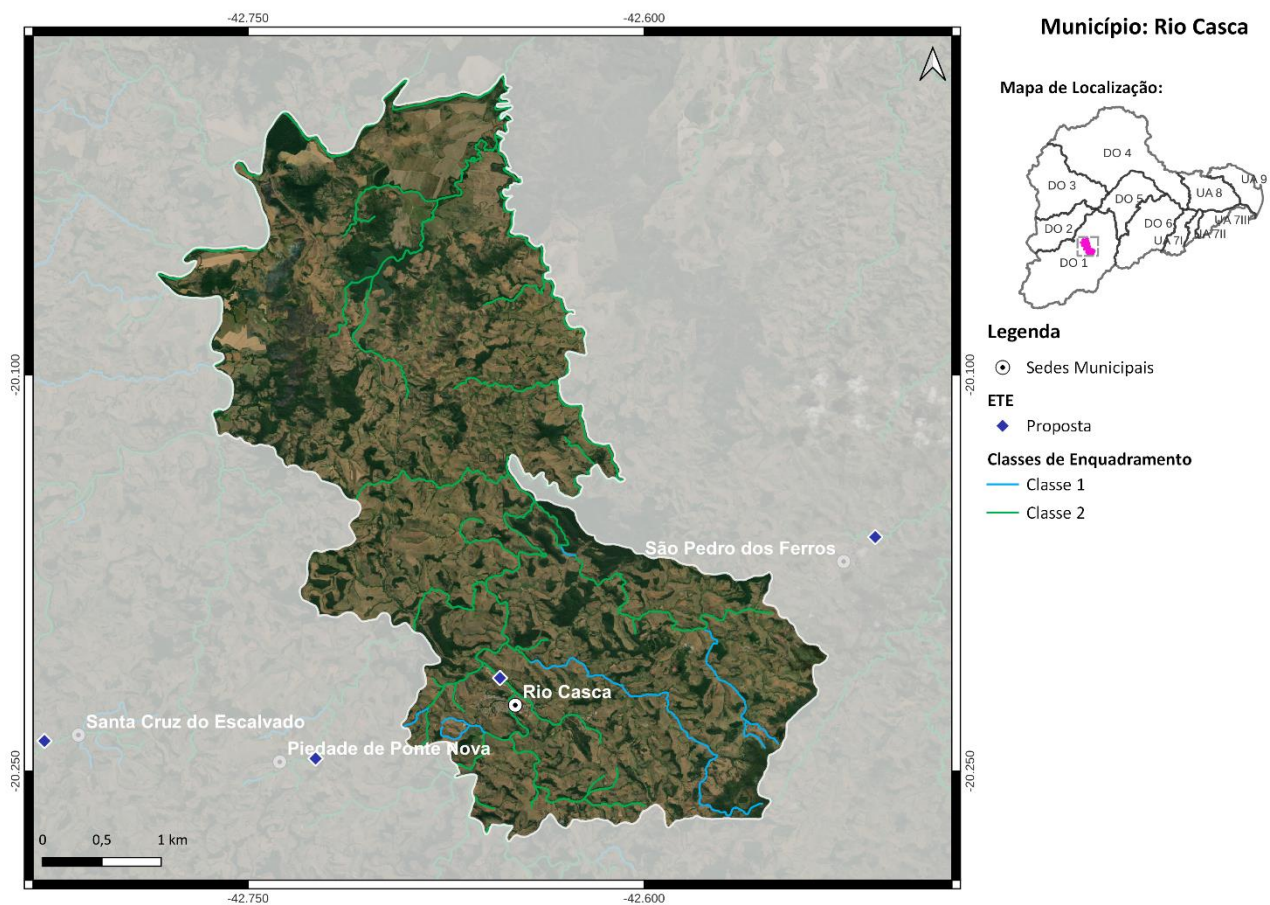 -42.750
-42.600
Município: Rio Casca
Mapa de Localização:
DO 4
UA 9
DO 3
UA 8
DO 5
DO 2
DO 6
UA 7III
UA 7II
UA 7I
DO 1
Legenda
Sedes Municipais
ETE
Proposta
Classes de Enquadramento
Classe 1
Classe 2
-20.100
-20.100
São Pedro dos Ferros
Rio Casca
Santa Cruz do Escalvado
Piedade de Ponte Nova
-20.250
-20.250
0 0,5 1 km
-42.750
-42.600